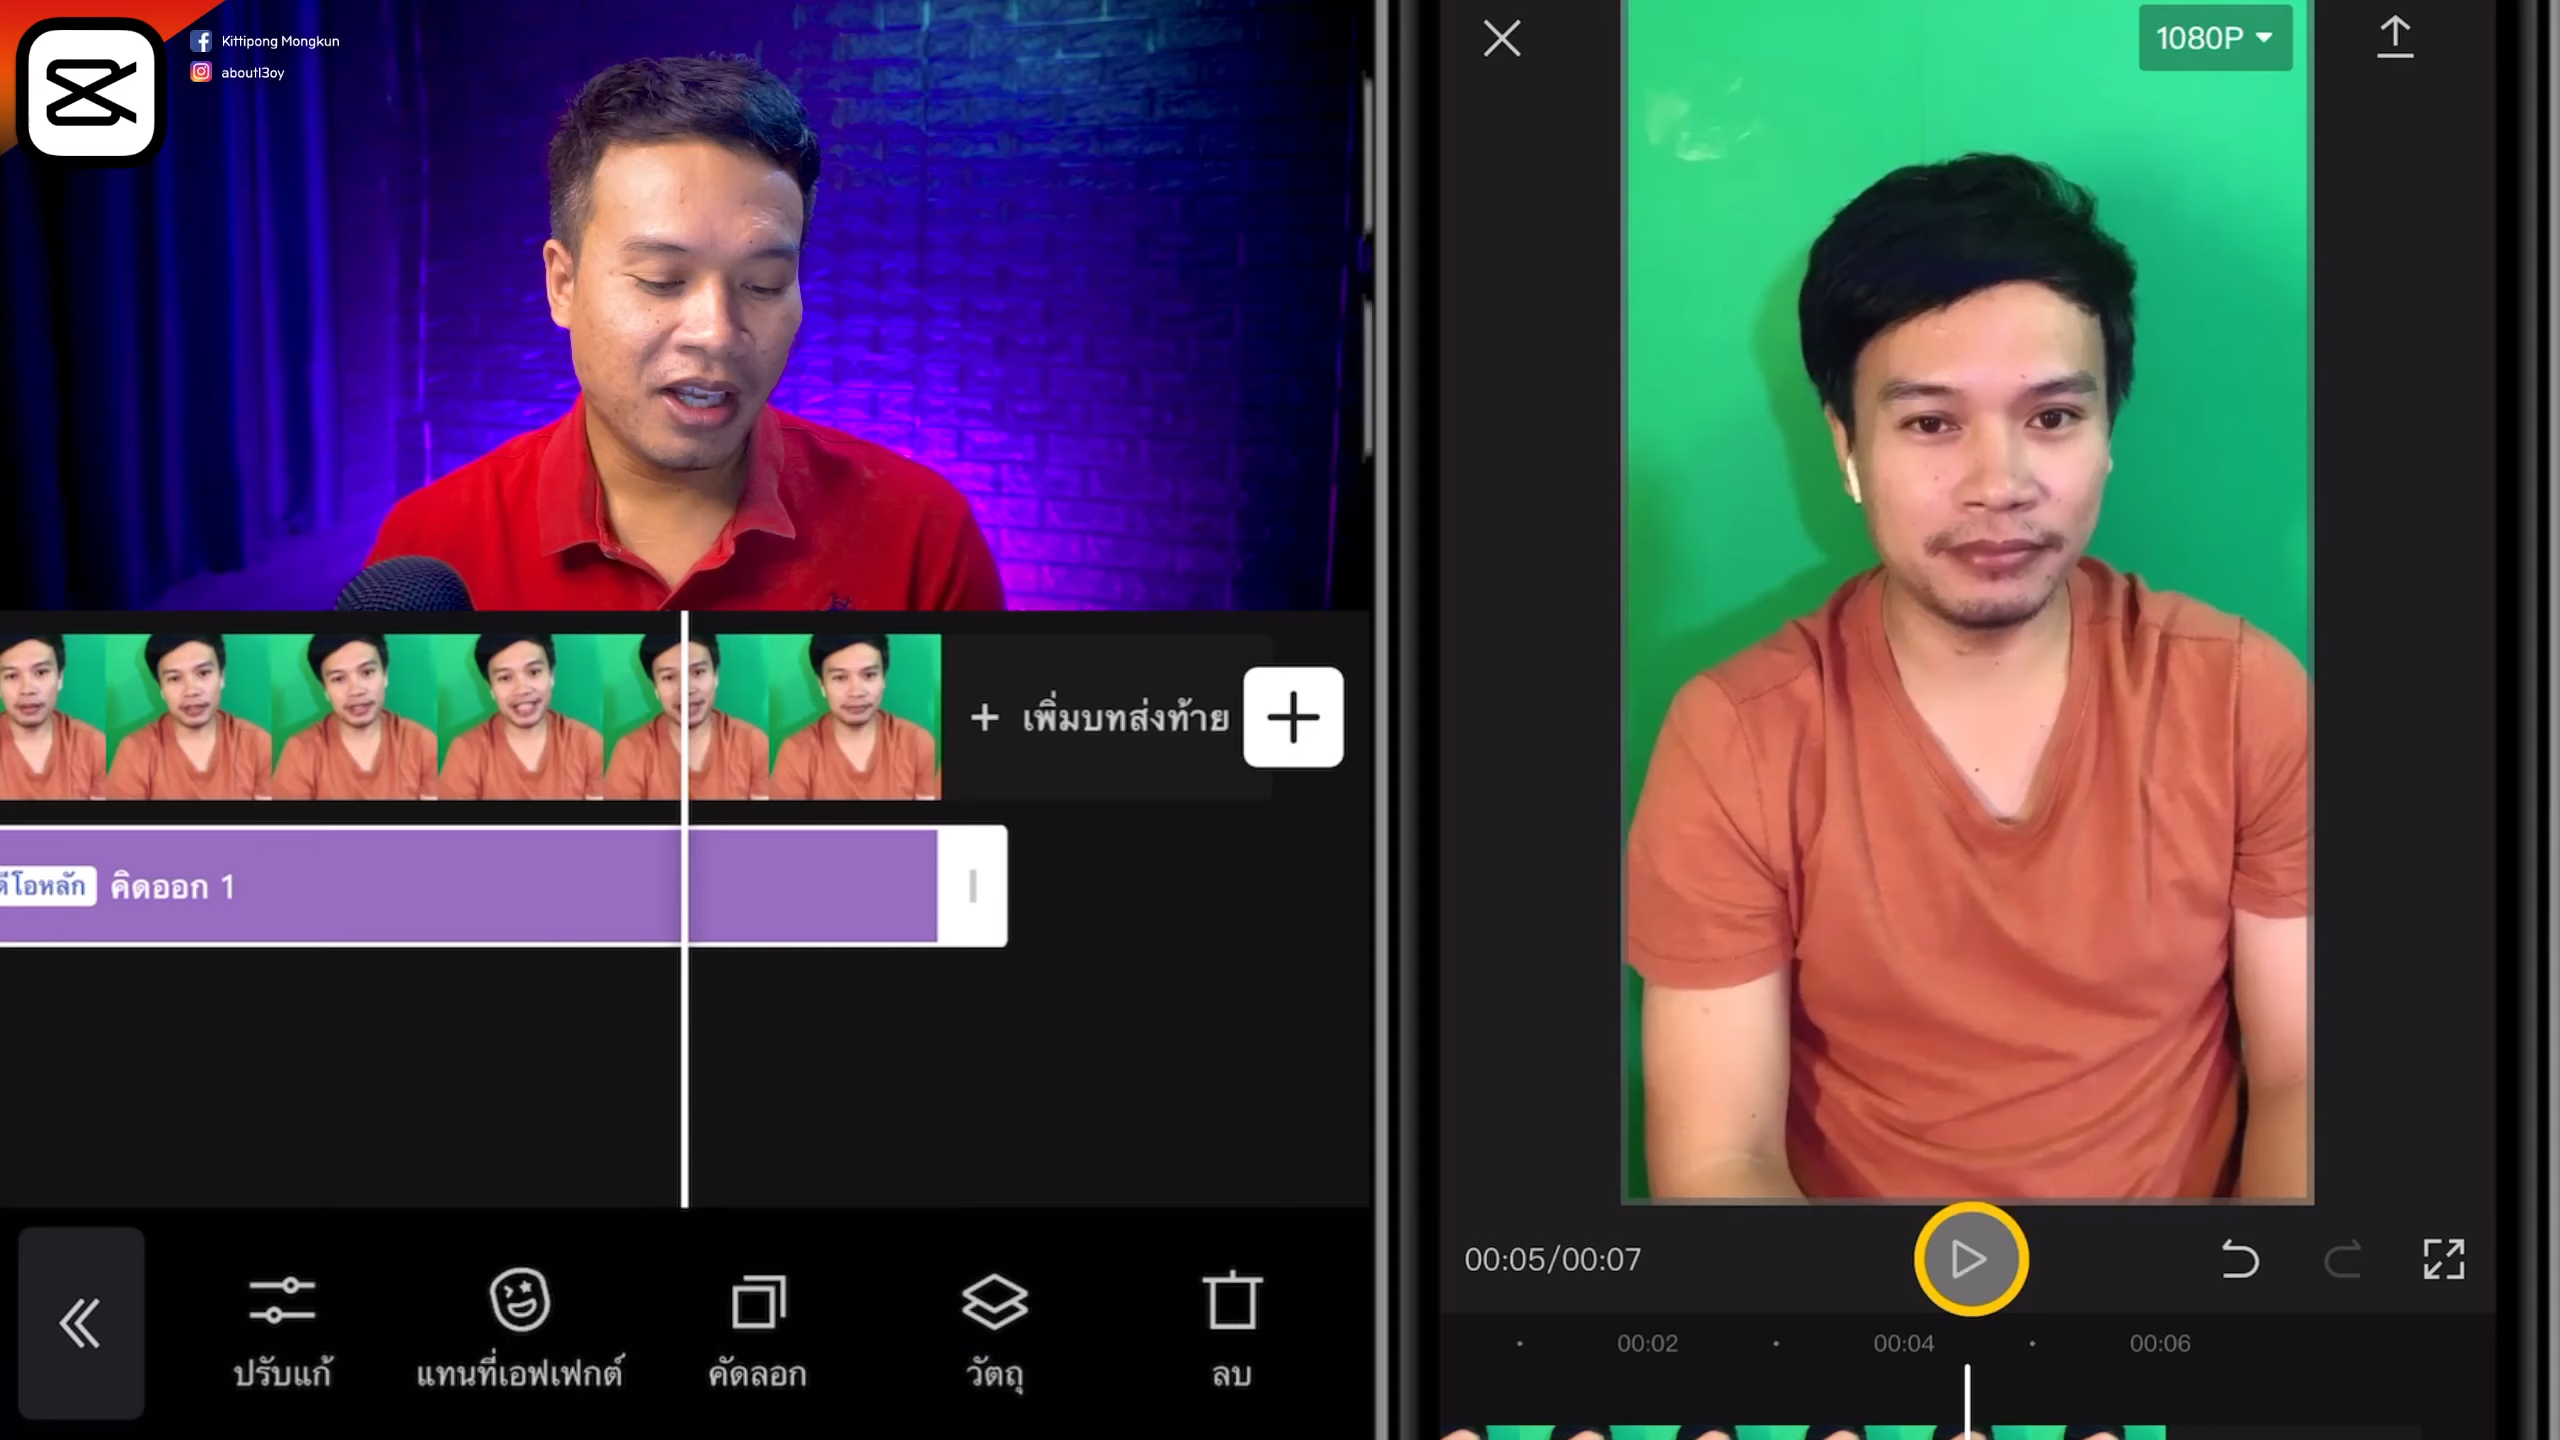 Kittipong Mongkun
aboutl3oy
1080P
+ เพิ่มบทส่งท้าย
ดีโอหลัก คิดออก 1
00:05/00:07
00:02
00:04
00:06
ปรับแก้
แทนที่เอฟเฟกต์
คัดลอก
วัตถุ
ลบ